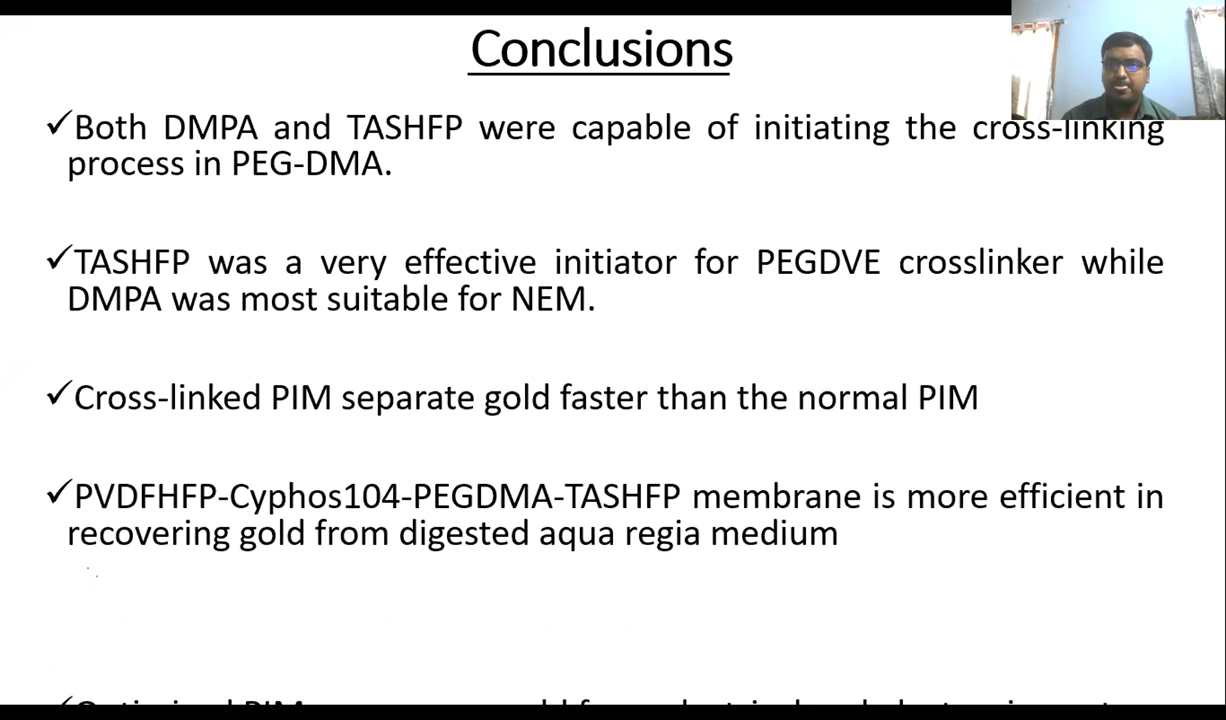 Conclusions
✓Both DMPA and TASHFP were capable of initiating the cross-linking
process in PEG-DMA.
✓TASHFP was a very effective initiator for PEGDVE crosslinker while
DMPA was most suitable for NEM.
✓Cross-linked PIM separate gold faster than the normal PIM
✓PVDFHFP-Cyphos104-PEGDMA-TASHFP membrane is more efficient in
recovering gold from digested aqua regia medium